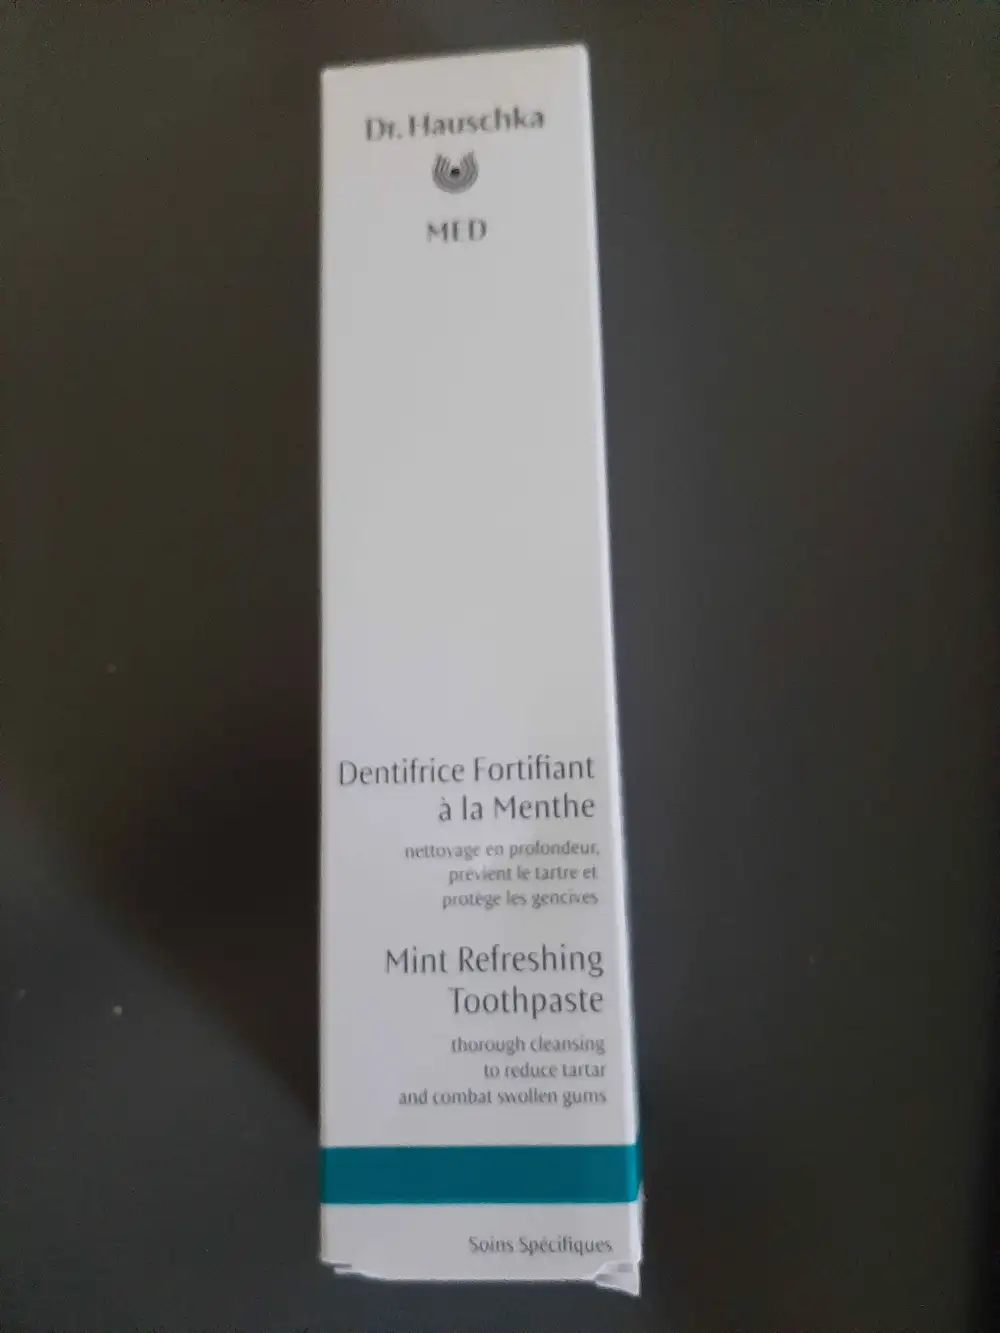 Dr. Hauschka
MED
Dentifrice Fortifiant
à la Menthe
nettoyage en profondeur,
prévient le tartre et
protège les gencives
Mint Refreshing
Toothpaste
thorough cleansing
to reduce tartar
and combat swollen gums
Soins Spécifiques